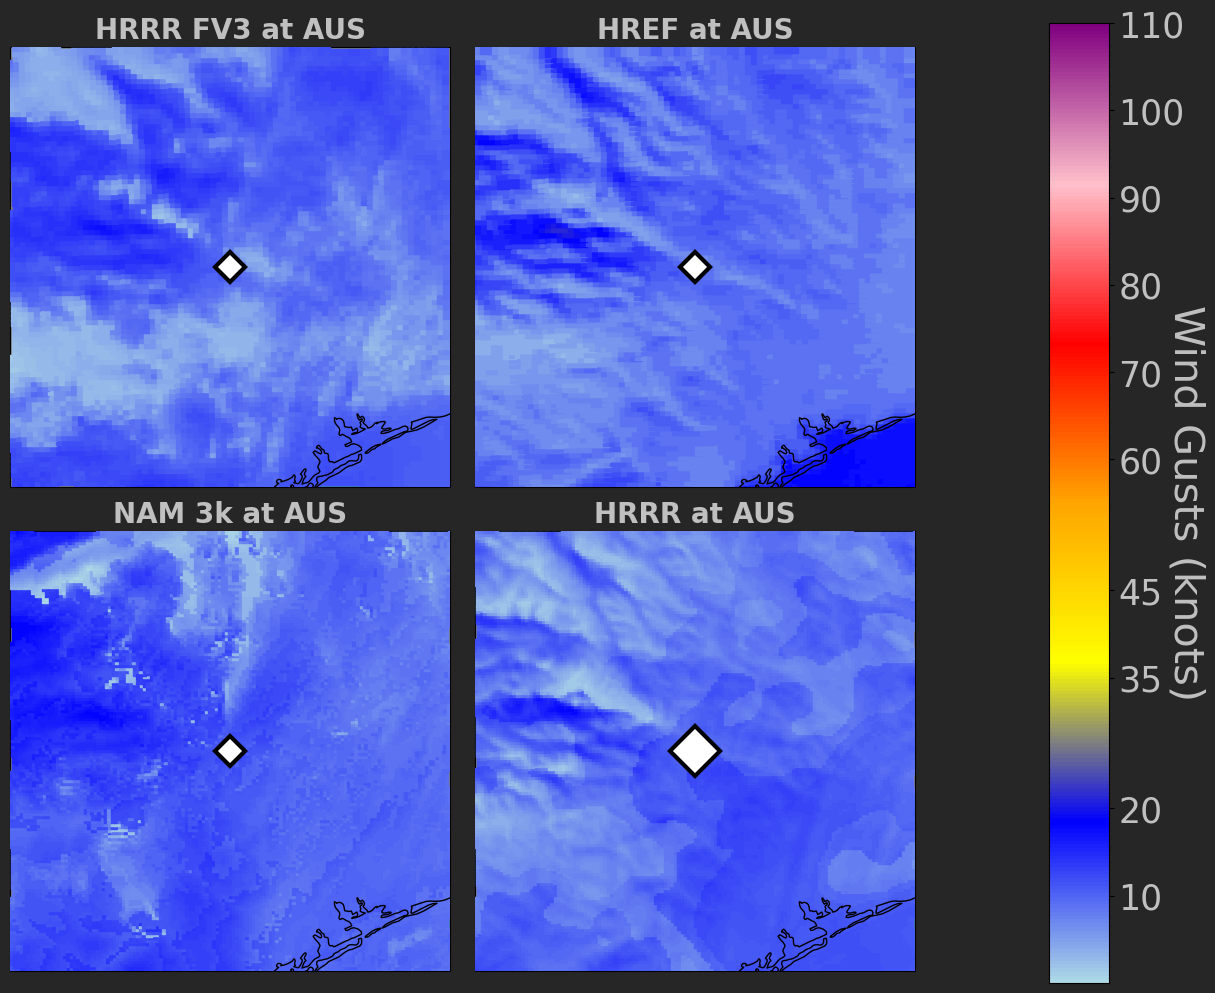 HRRR FV3 at AUS
HREF at AUS
NAM 3k at AUS
HRRR at AUS
110
100
90
80
70
60
45
35
20
10
Wind Gusts (knots)